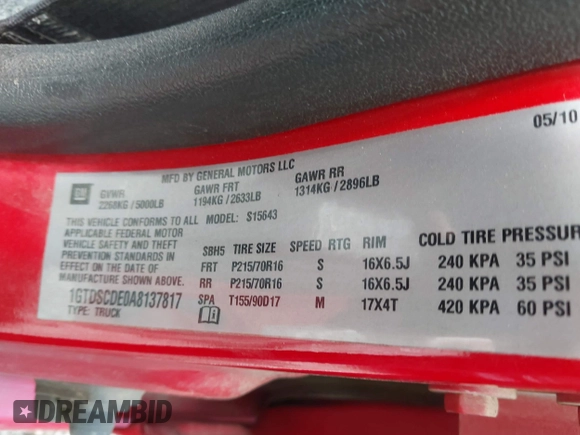 05/10
MFD BY GENERAL MOTORS LLC
GM
GVWR GAWR FRT GAWR RR
2268KG / 5000LB 1194KG / 2633LB 1314KG / 2896LB
THIS VEHICLE CONFORMS TO ALL MODEL: S15643
APPLICABLE FEDERAL MOTOR
VEHICLE SAFETY AND THEFT
PREVENTION STANDARDS IN
EFFECT ON THE DATE OF
MANUFACTURE SHOWN ABOVE.
1GTDSCDE0A8137817
TYPE: TRUCK
SBH5 TIRE SIZE SPEED RTG RIM COLD TIRE PRESSUR
FRT P215/70R16 S 16X6.5J 240 KPA 35 PSI
RR P215/70R16 S 16X6.5J 240 KPA 35 PSI
SPA T155/90D17 M 17X4T 420 KPA 60 PSI
DREAMBID